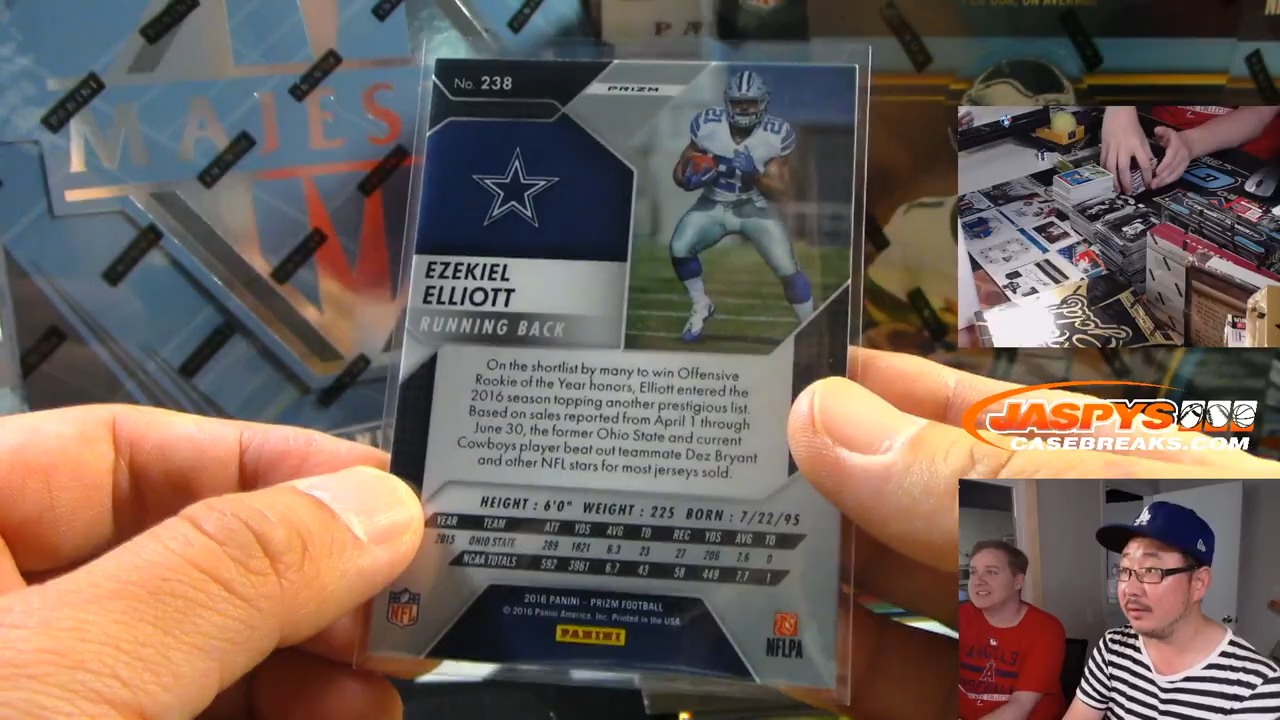 MAJES
PANINI
No. 238
PRIZM
EZEKIEL
ELLIOTT
RUNNING BACK
On the shortlist by many to win Offensive
Rookie of the Year honors, Elliott entered the
2016 season topping another prestigious list.
Based on sales reported from April 1 through
June 30, the former Ohio State and current
Cowboys player beat out teammate Dez Bryant
and other NFL stars for most jerseys sold.
HEIGHT : 6'0" WEIGHT : 225 BORN : 7/22/95
YEAR TEAM ATT YDS AVG TD REC YDS AVG TD
2015 OHIO STATE 289 1821 6.3 23 27 206 7.6 0
NCAA TOTALS 592 3961 6.7 43 58 449 7.7 1
2016 PANINI – PRIZM FOOTBALL
© 2016 Panini America, Inc. Printed in the USA.
PANINI
NFL
NFLPA
21
JASPYS
CASEBREAKS.COM
LA